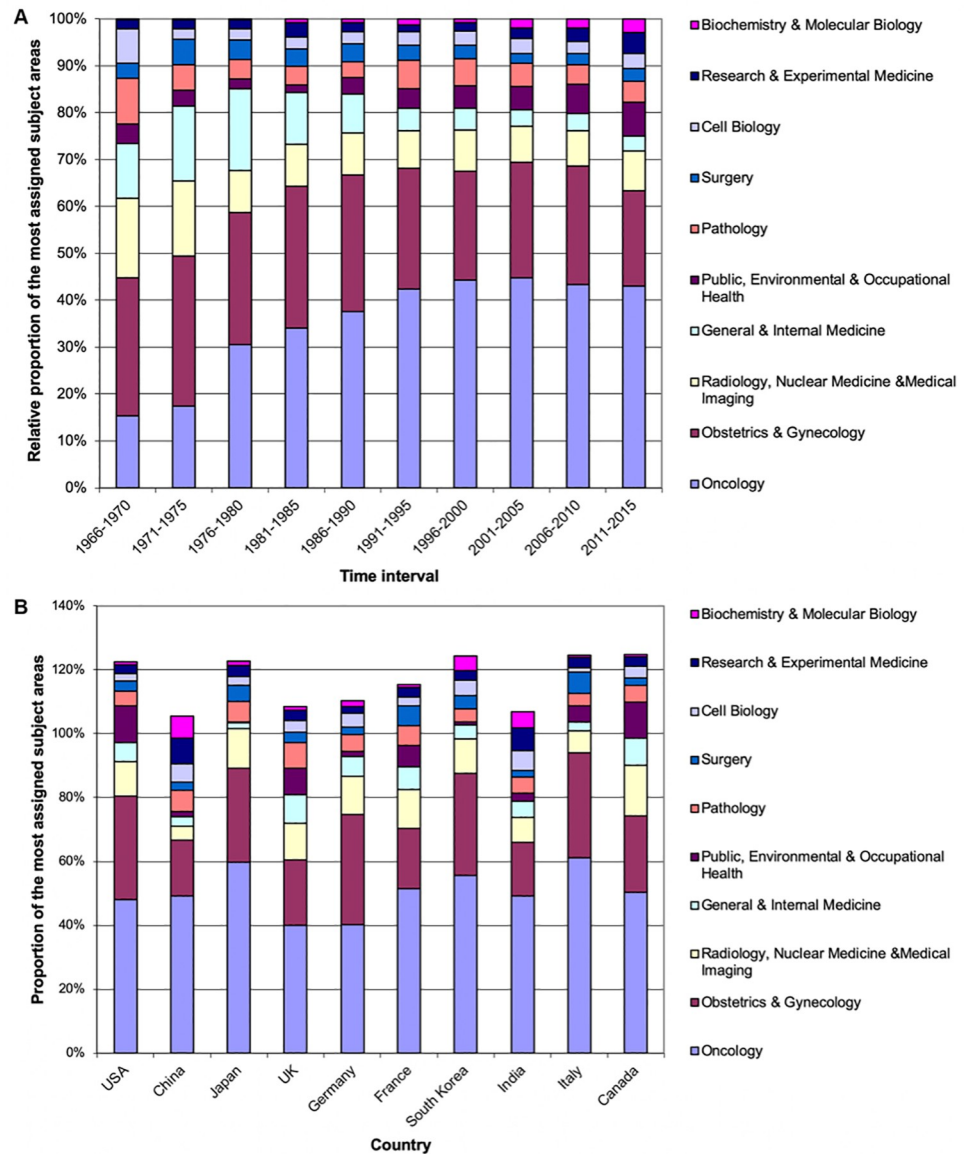 A
Relative proportion of the most assigned subject areas
100%
90%
80%
70%
60%
50%
40%
30%
20%
10%
0%
1966-1970
1971-1975
1976-1980
1981-1985
1986-1990
1991-1995
1996-2000
2001-2005
2006-2010
2011-2015
Time interval
Biochemistry & Molecular Biology
Research & Experimental Medicine
Cell Biology
Surgery
Pathology
Public, Environmental & Occupational
Health
General & Internal Medicine
Radiology, Nuclear Medicine &Medical
Imaging
Obstetrics & Gynecology
Oncology
B
Proportion of the most assigned subject areas
140%
120%
100%
80%
60%
40%
20%
0%
USA
China
Japan
UK
Germany
France
South Korea
India
Italy
Canada
Country
Biochemistry & Molecular Biology
Research & Experimental Medicine
Cell Biology
Surgery
Pathology
Public, Environmental & Occupational
Health
General & Internal Medicine
Radiology, Nuclear Medicine &Medical
Imaging
Obstetrics & Gynecology
Oncology